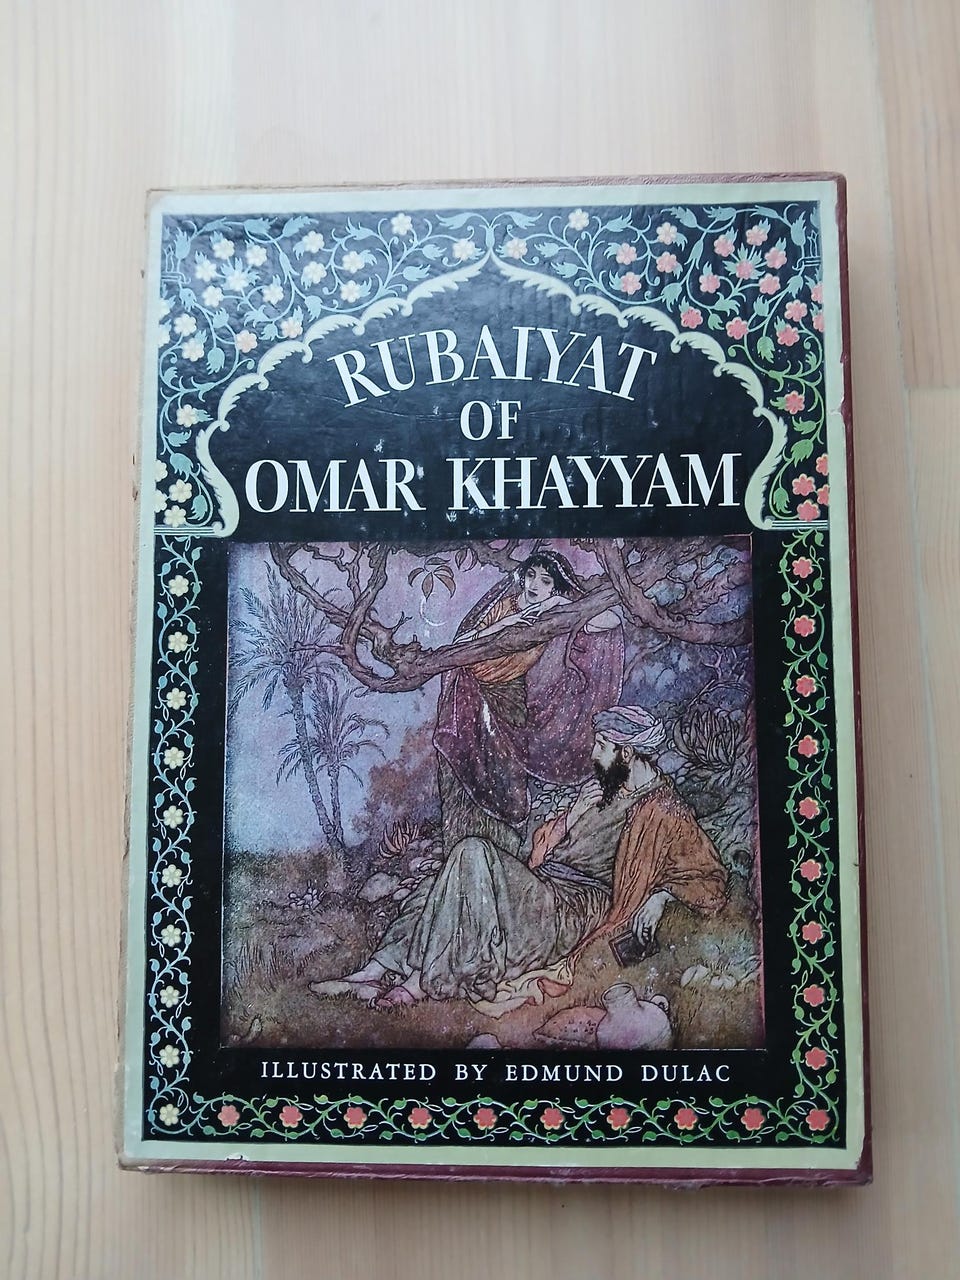 RUBAIYAT
OF
OMAR KHAYYAM
ILLUSTRATED BY EDMUND DULAC